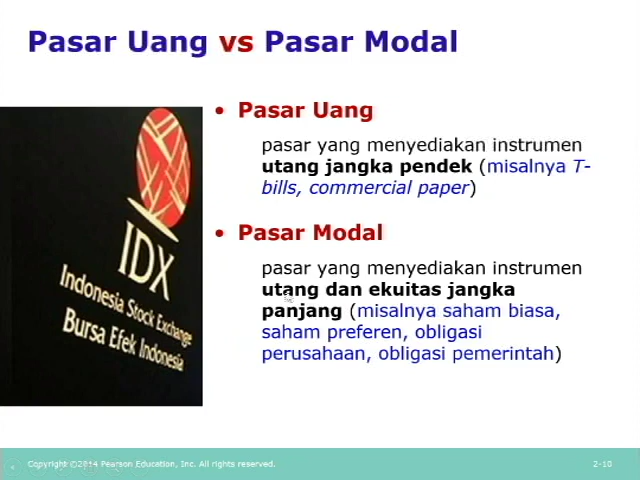 Pasar Uang vs Pasar Modal
• Pasar Uang
pasar yang menyediakan instrumen
utang jangka pendek (misalnya T-
bills, commercial paper)
• Pasar Modal
pasar yang menyediakan instrumen
utang dan ekuitas jangka
panjang (misalnya saham biasa,
saham preferen, obligasi
perusahaan, obligasi pemerintah)
IDX
Indonesia Stock Exchange
Bursa Efek Indonesia
Copyright ©2014 Pearson Education, Inc. All rights reserved.
2-10